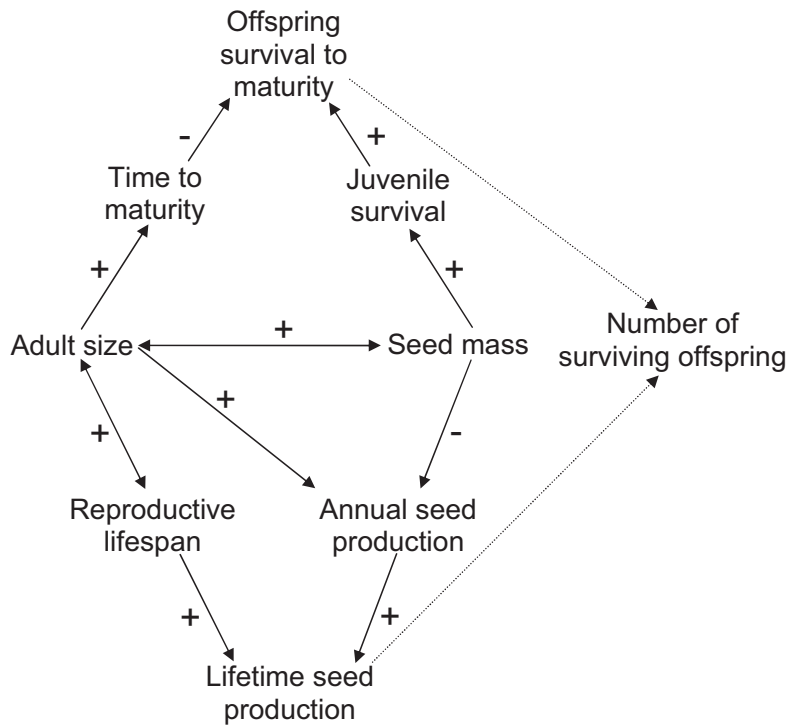 Offspring
survival to
maturity
-
+
Time to
maturity
Juvenile
survival
+
+
Adult size
+
Seed mass
Number of
surviving offspring
+
+
-
Reproductive
lifespan
Annual seed
production
+
+
Lifetime seed
production